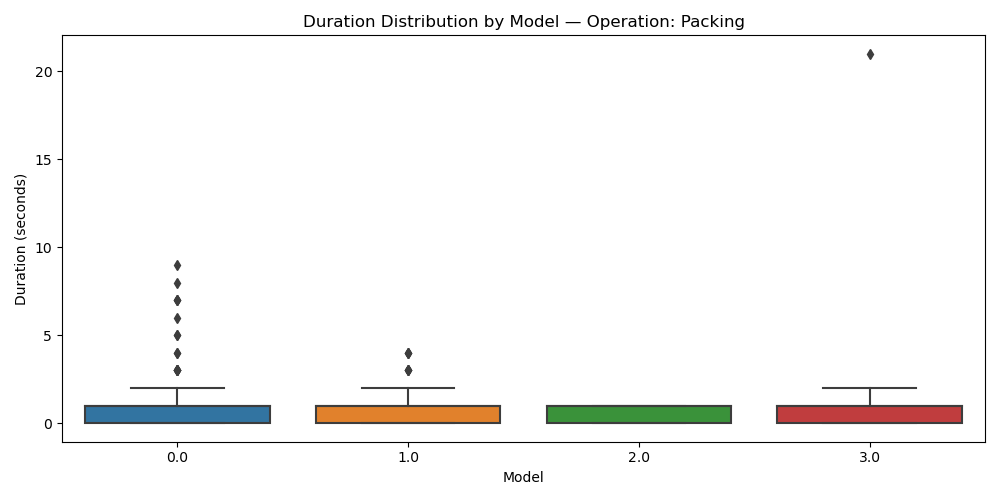 Duration Distribution by Model — Operation: Packing
20
15
10
5
0
Duration (seconds)
0.0 1.0 2.0 3.0
Model